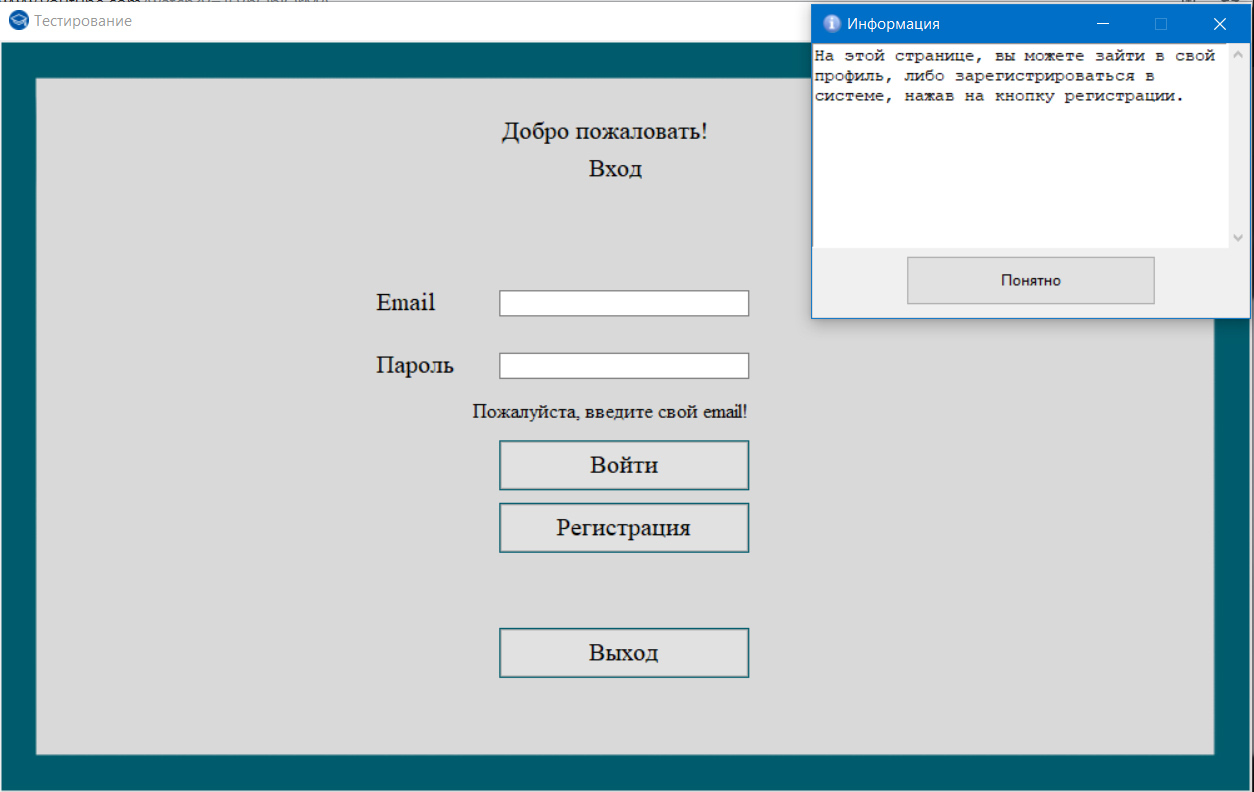 Тестирование
Информация
На этой странице, вы можете зайти в свой
профиль, либо зарегистрироваться в
системе, нажав на кнопку регистрации.
Понятно
Добро пожаловать!
Вход
Email
Пароль
Пожалуйста, введите свой email!
Войти
Регистрация
Выход